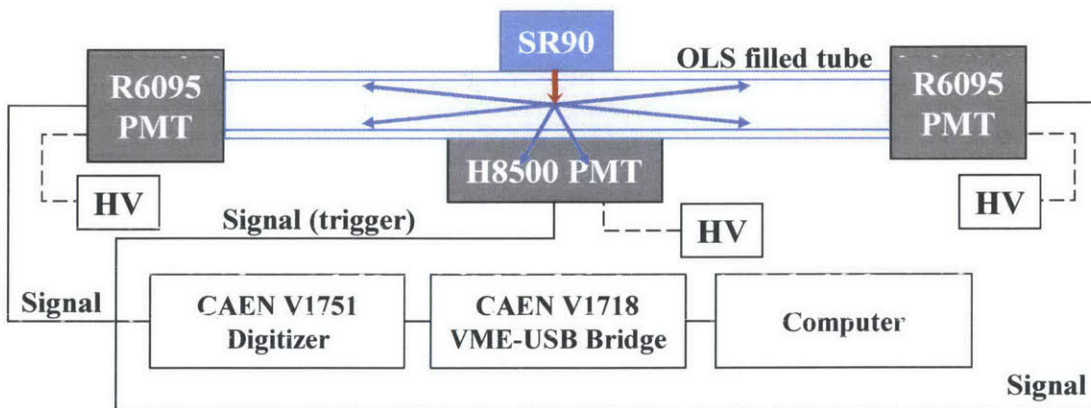 SR90
OLS filled tube
R6095
PMT
R6095
PMT
H8500 PMT
HV
Signal (trigger)
HV
HV
Signal
CAEN V1751
Digitizer
CAEN V1718
VME-USB Bridge
Computer
Signal